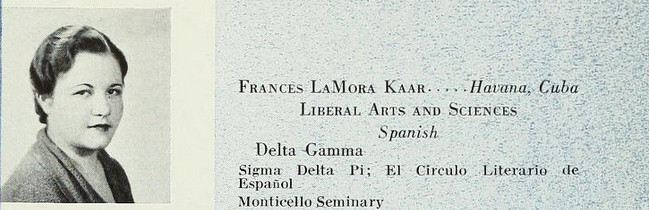 FRANCES LAMORA KAAR.....Havana, Cuba
LIBERAL ARTS AND SCIENCES
Spanish
Delta Gamma
Sigma Delta Pi; El Circulo Literario de
Español
Monticello Seminary